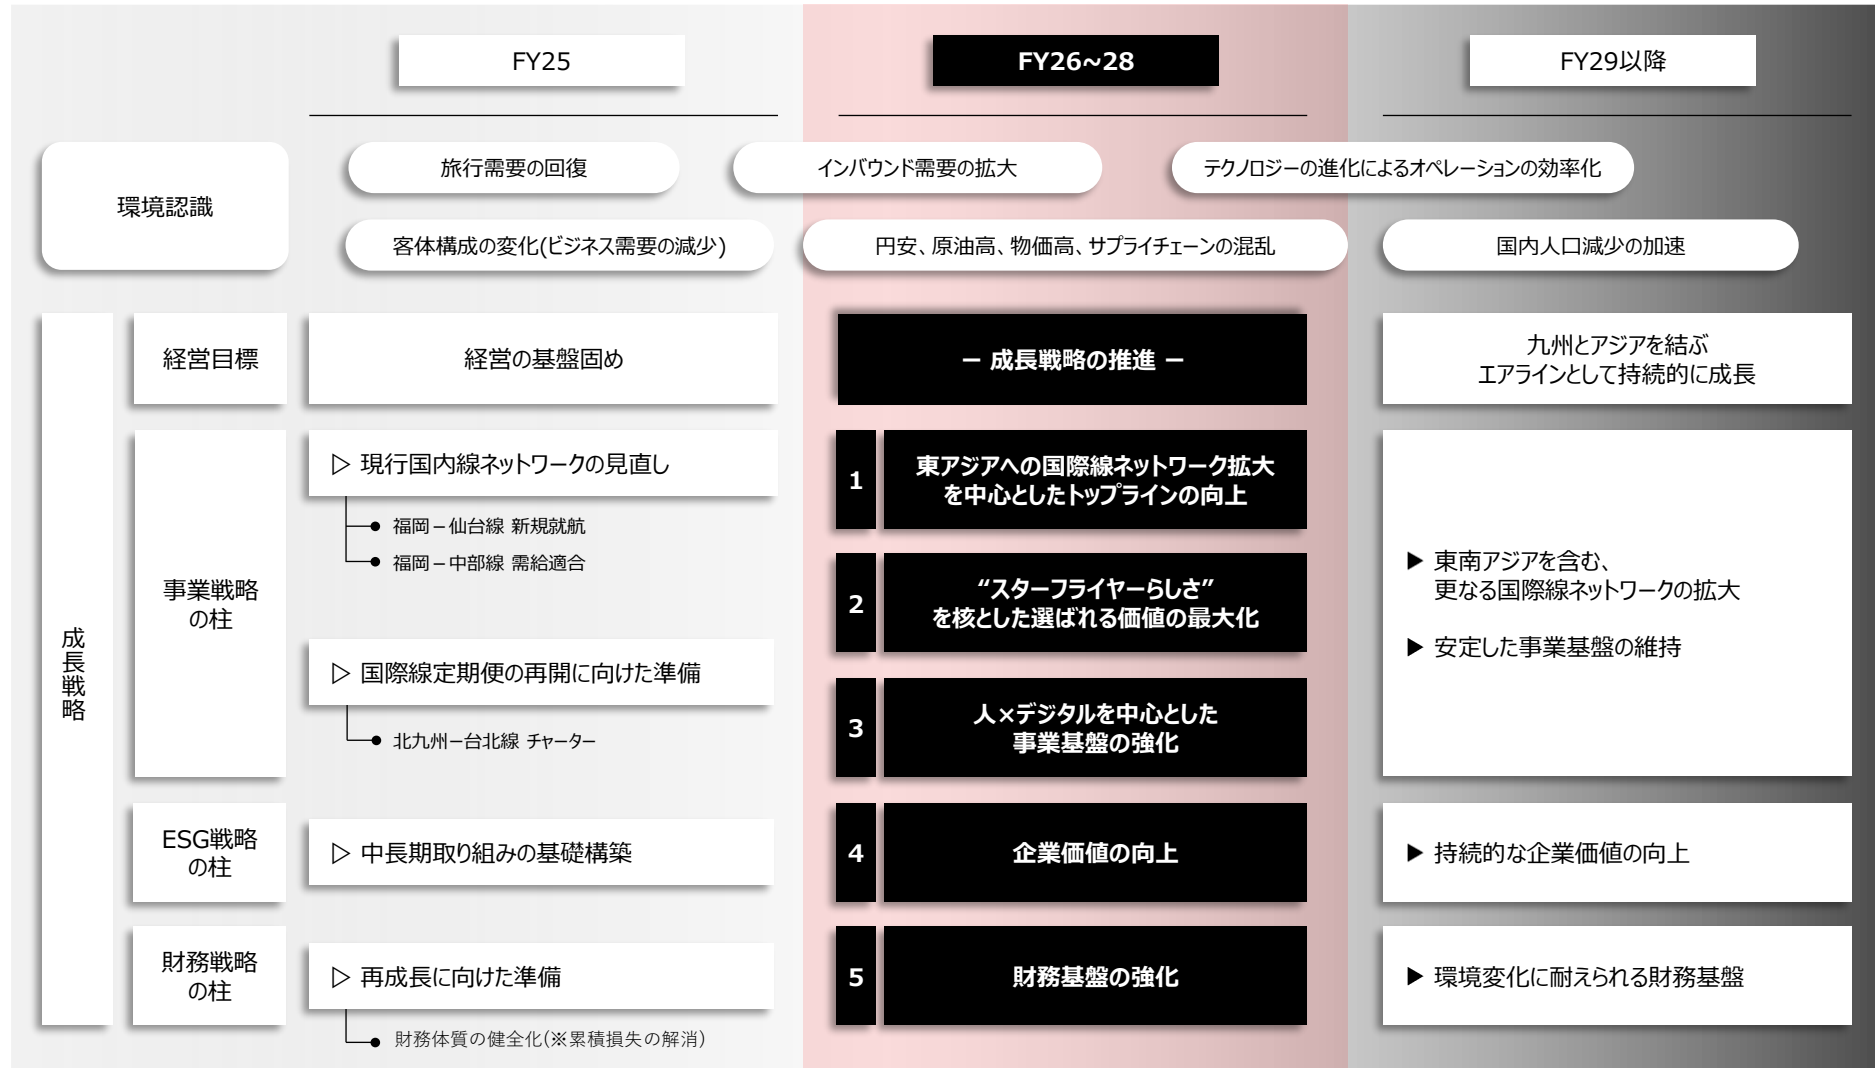 FY25
FY26~28
FY29以降
環境認識
旅行需要の回復
インバウンド需要の拡大
テクノロジーの進化によるオペレーションの効率化
客体構成の変化(ビジネス需要の減少)
円安、原油高、物価高、サプライチェーンの混乱
国内人口減少の加速
成長戦略
経営目標
経営の基盤固め
ー 成長戦略の推進 ー
九州とアジアを結ぶ
エアラインとして持続的に成長
事業戦略
の柱
▷ 現行国内線ネットワークの見直し
● 福岡－仙台線 新規就航
● 福岡－中部線 需給適合
▷ 国際線定期便の再開に向けた準備
● 北九州ー台北線 チャーター
1
東アジアへの国際線ネットワーク拡大
を中心としたトップラインの向上
2
“スターフライヤーらしさ”
を核とした選ばれる価値の最大化
3
人×デジタルを中心とした
事業基盤の強化
▶ 東南アジアを含む、
更なる国際線ネットワークの拡大
▶ 安定した事業基盤の維持
ESG戦略
の柱
▷ 中長期取り組みの基礎構築
4
企業価値の向上
▶ 持続的な企業価値の向上
財務戦略
の柱
▷ 再成長に向けた準備
● 財務体質の健全化(※累積損失の解消)
5
財務基盤の強化
▶ 環境変化に耐えられる財務基盤